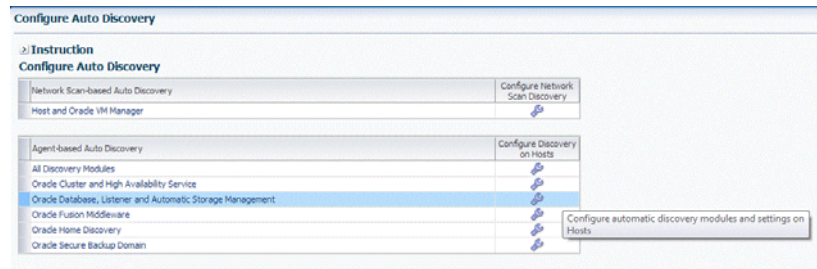 Configure Auto Discovery
Instruction
Configure Auto Discovery
Network Scan-based Auto Discovery
Configure Network
Scan Discovery
Host and Oracle VM Manager
Agent-based Auto Discovery
Configure Discovery
on Hosts
All Discovery Modules
Oracle Cluster and High Availability Service
Oracle Database, Listener and Automatic Storage Management
Oracle Fusion Middleware
Oracle Home Discovery
Oracle Secure Backup Domain
Configure automatic discovery modules and settings on
Hosts